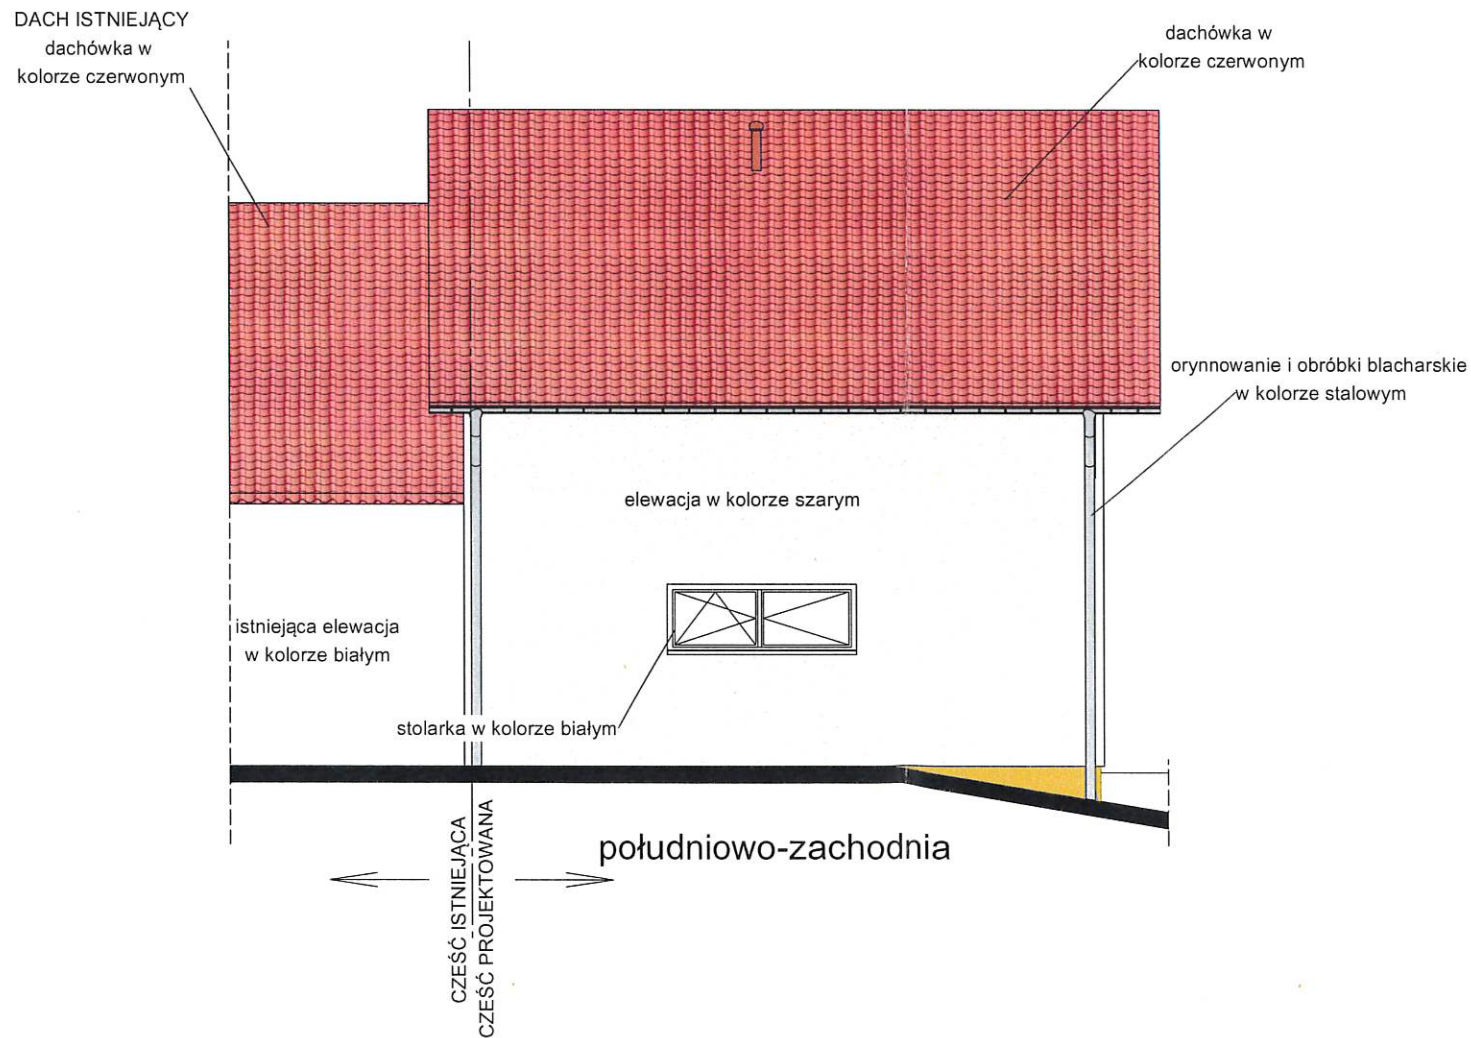 DACH ISTNIEJĄCY
dachówka w
kolorze czerwonym
dachówka w
kolorze czerwonym
orynnowanie i obróbki blacharskie
w kolorze stalowym
elewacja w kolorze szarym
istniejąca elewacja
w kolorze białym
stolarka w kolorze białym
południowo-zachodnia
CZEŚĆ ISTNIEJĄCA
CZEŚĆ PROJEKTOWANA